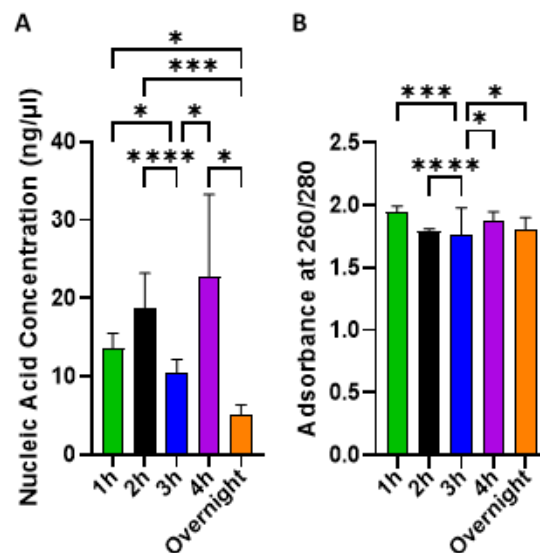 A
Nucleic Acid Concentration (ng/µl)
*
***
* *
**** *
40
30
20
10
0
1h
2h
3h
4h
Overnight
B
Adsorbance at 260/280
*** *
*
****
2.5
2.0
1.5
1.0
0.5
0.0
1h
2h
3h
4h
Overnight